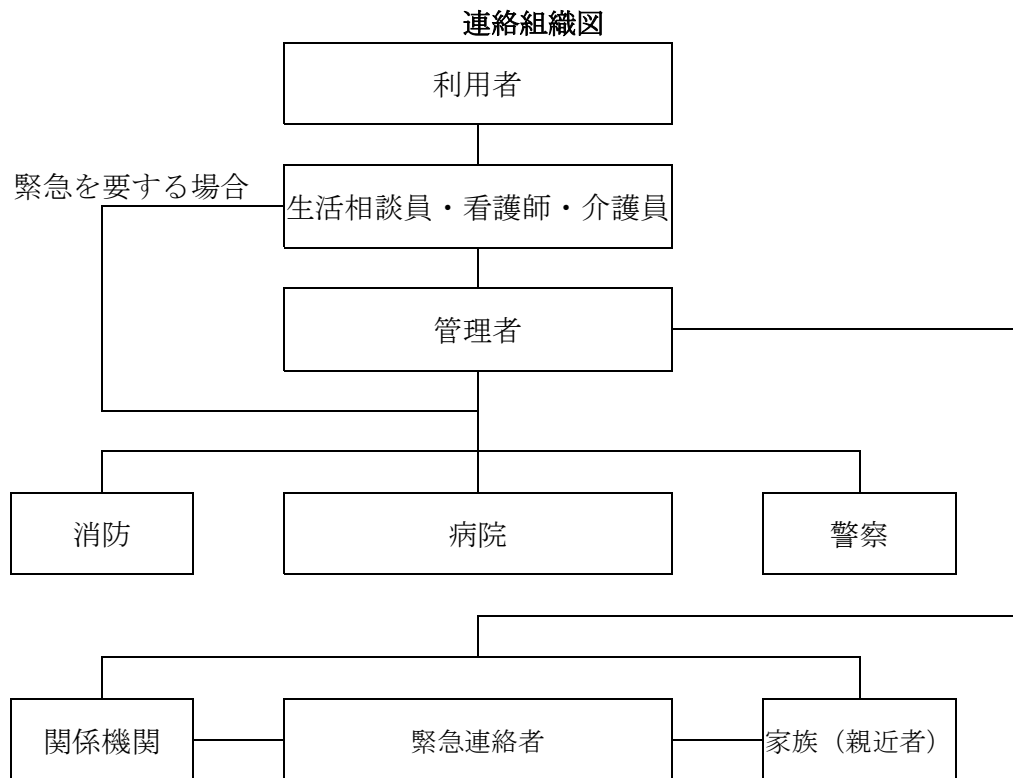 連絡組織図
利用者
緊急を要する場合
生活相談員・看護師・介護員
管理者
消防
病院
警察
関係機関
緊急連絡者
家族（親近者）